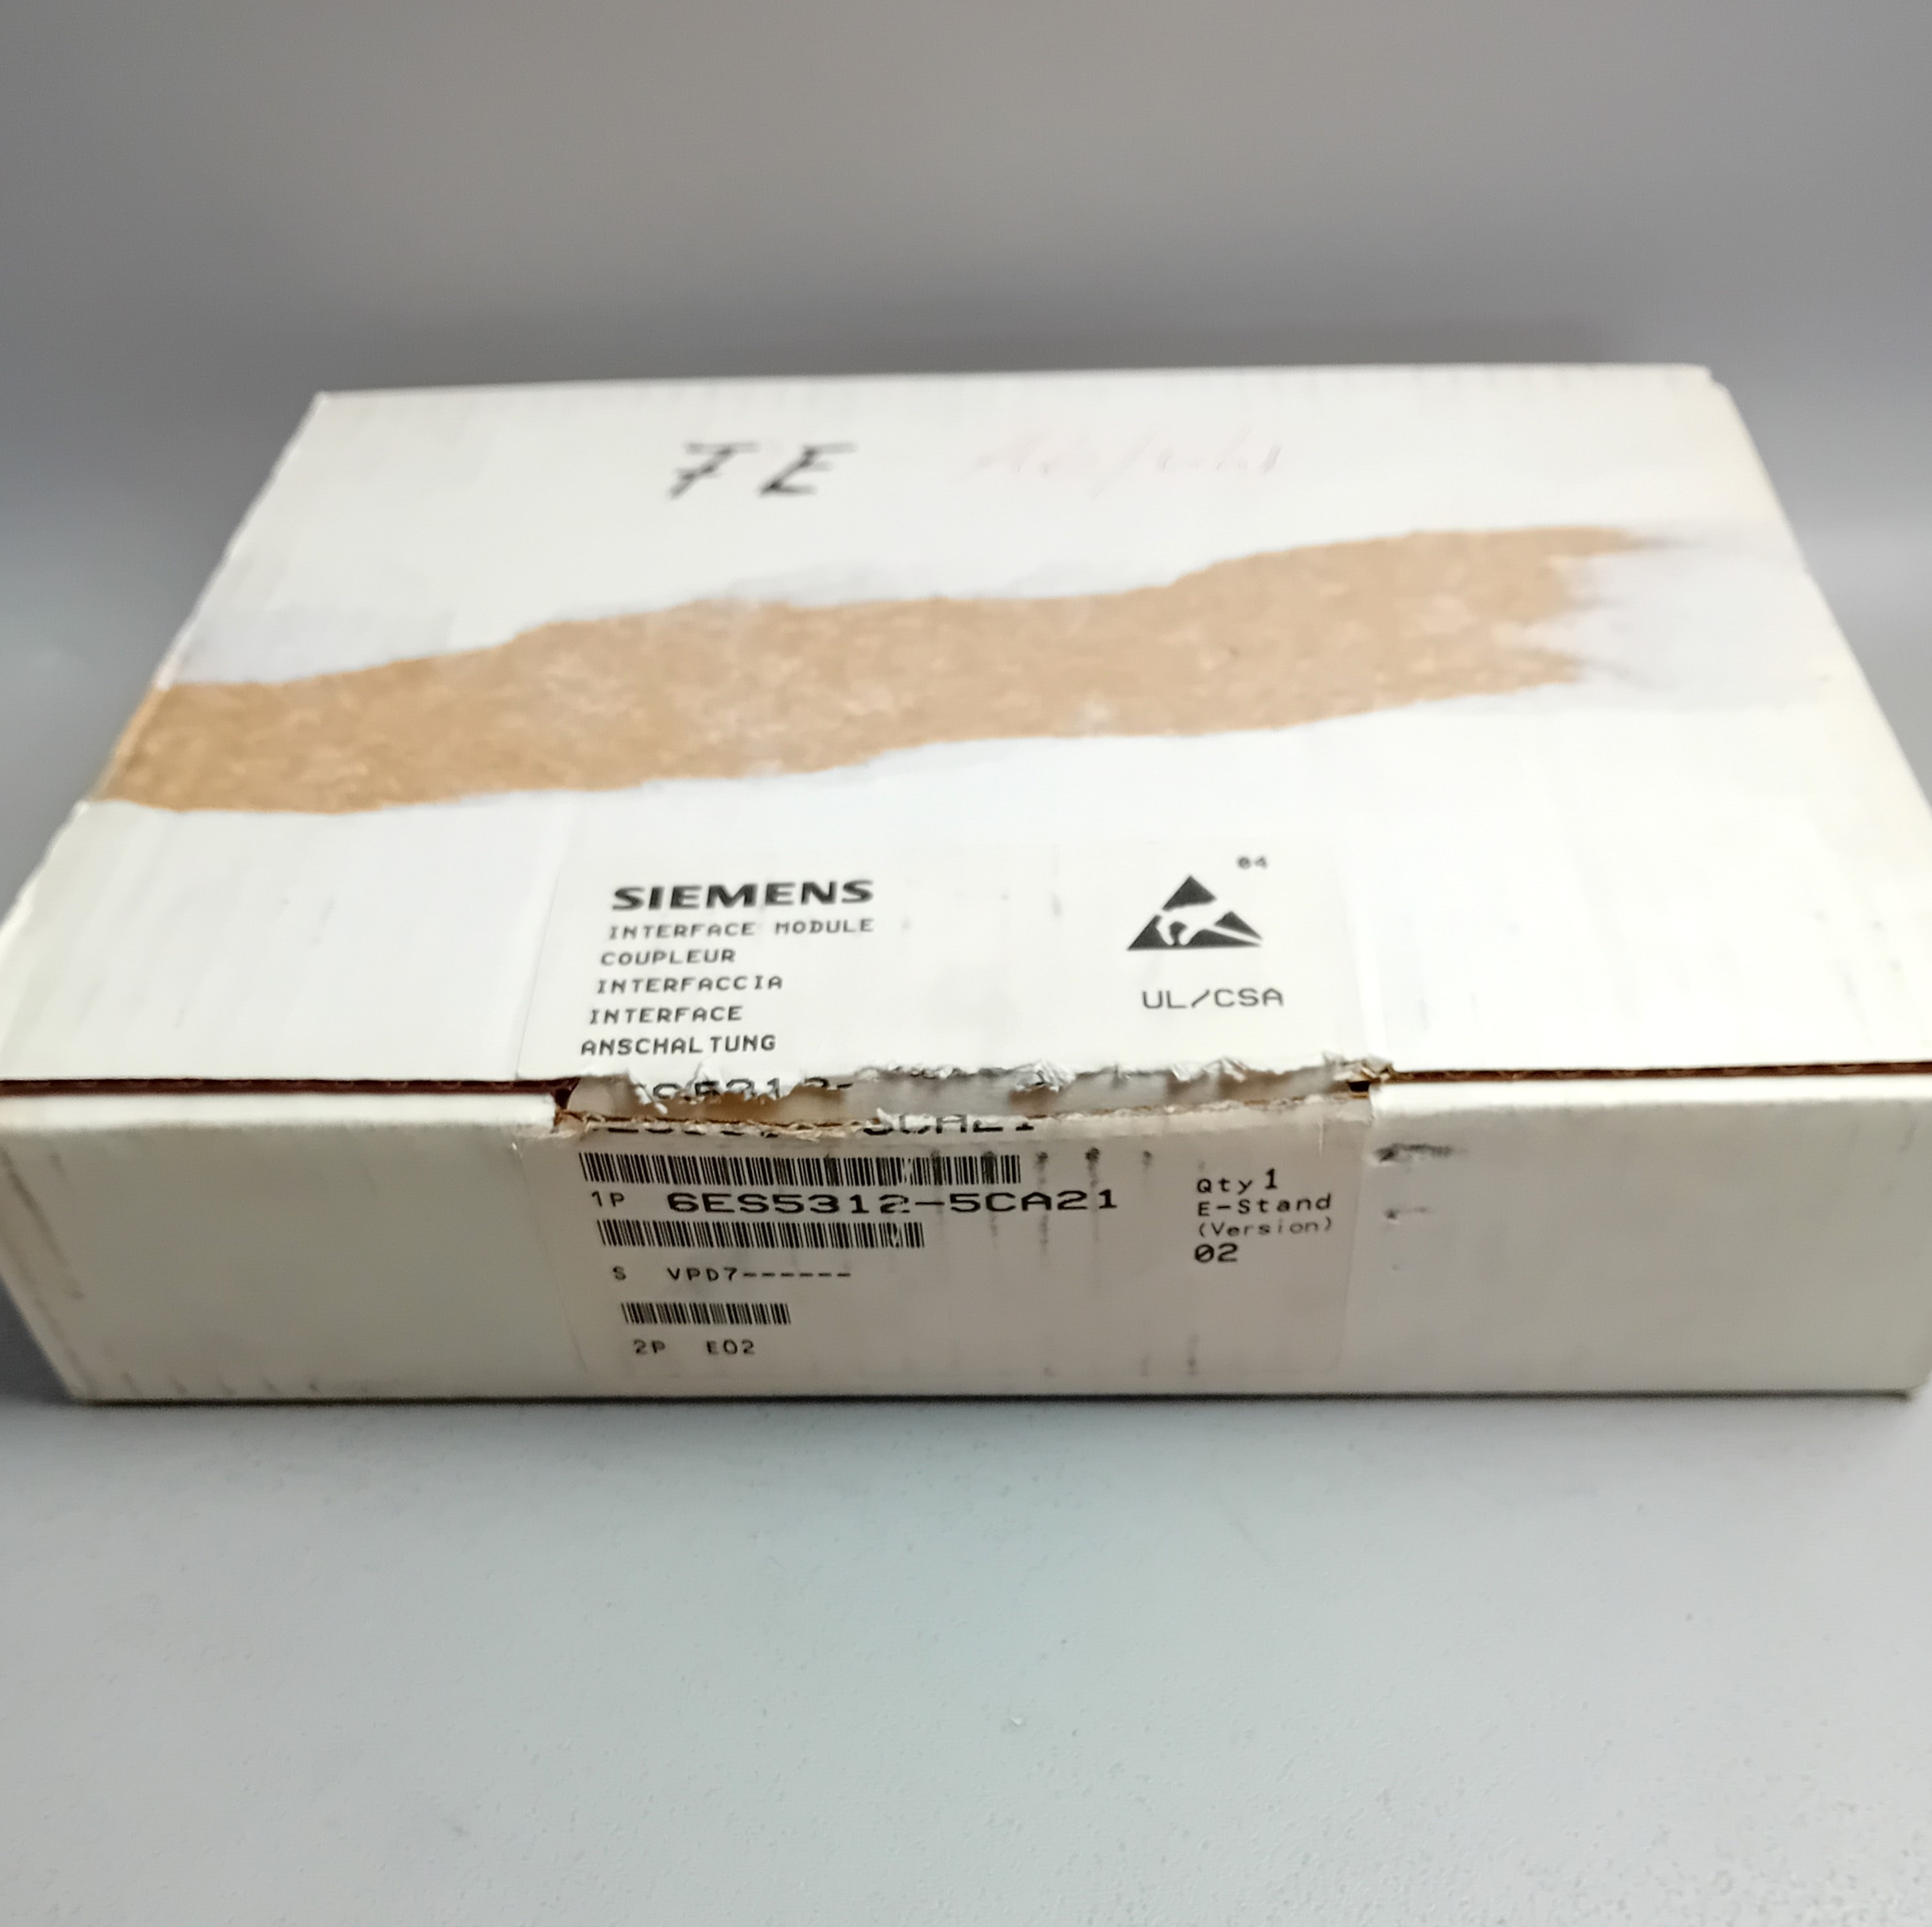 7E
04
SIEMENS
INTERFACE MODULE
COUPLEUR
INTERFACCIA
INTERFACE
ANSCHALTUNG
UL/CSA
1P 6ES5312-5CA21
Qty 1
E-Stand
(Version)
02
S VPD7------
2P E02